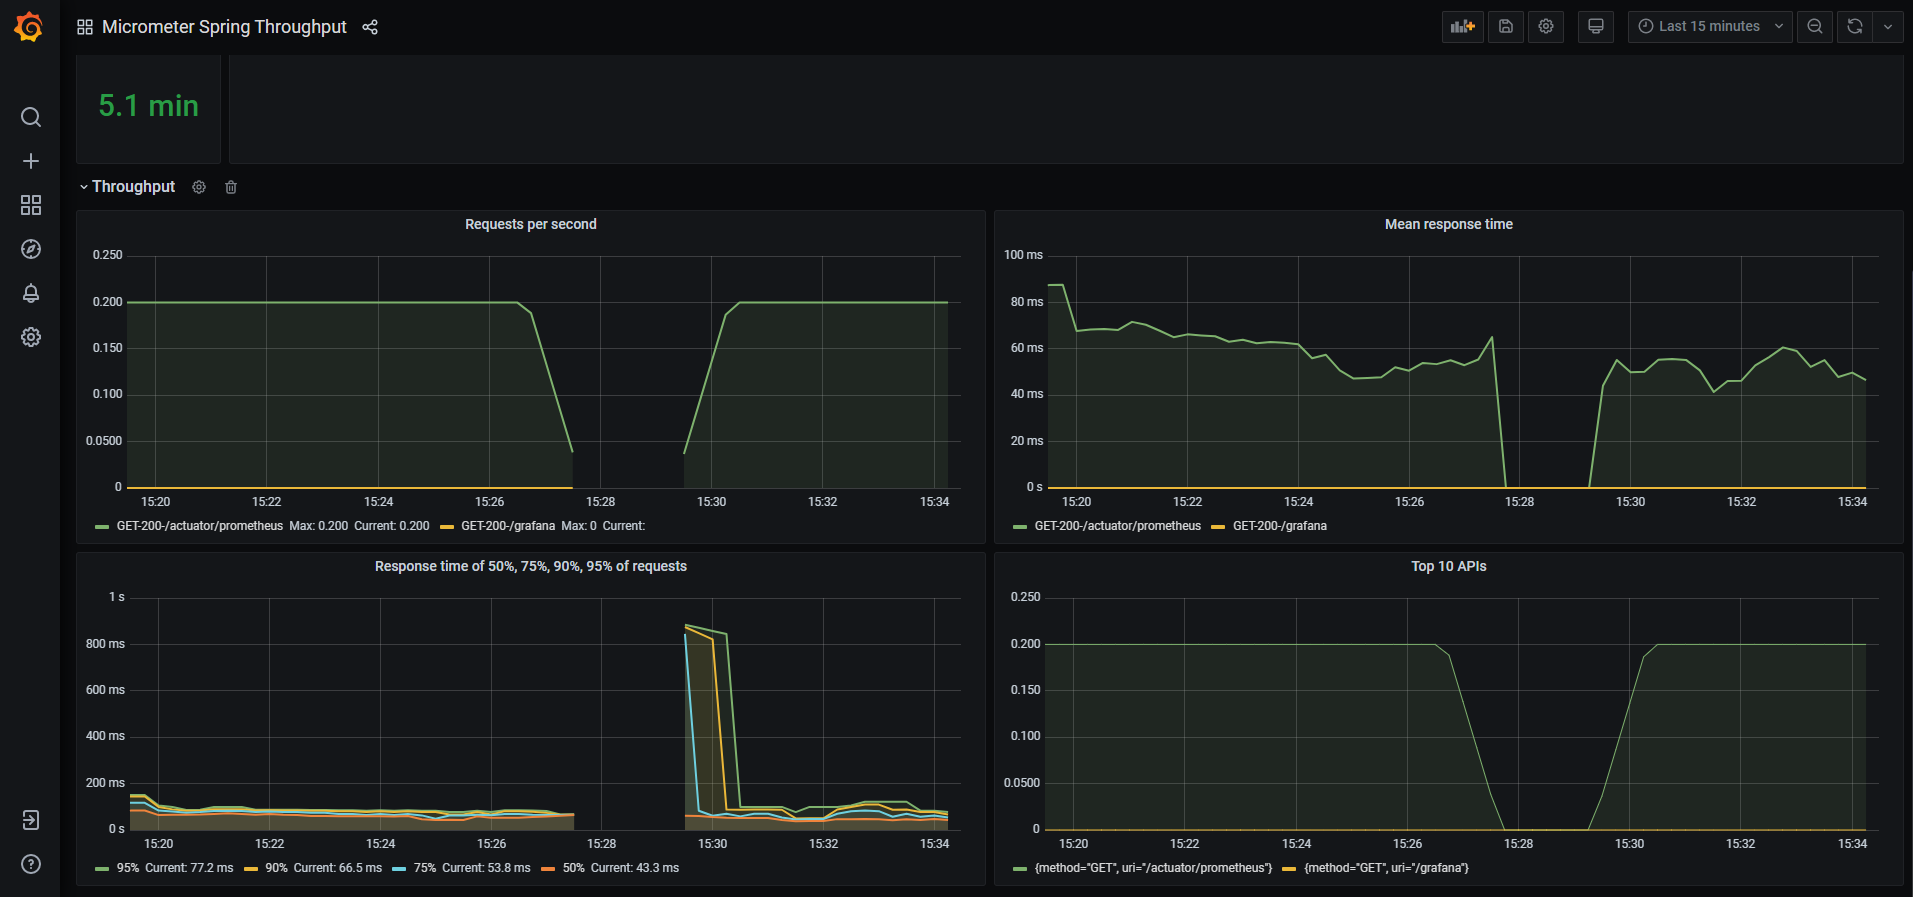 Micrometer Spring Throughput
Last 15 minutes
5.1 min
Throughput
Requests per second
0.250
0.200
0.150
0.100
0.0500
0
15:20 15:22 15:24 15:26 15:28 15:30 15:32 15:34
GET-200-/actuator/prometheus Max: 0.200 Current: 0.200 GET-200-/grafana Max: 0 Current:
Mean response time
100 ms
80 ms
60 ms
40 ms
20 ms
0 s
15:20 15:22 15:24 15:26 15:28 15:30 15:32 15:34
GET-200-/actuator/prometheus GET-200-/grafana
Response time of 50%, 75%, 90%, 95% of requests
1 s
800 ms
600 ms
400 ms
200 ms
0 s
15:20 15:22 15:24 15:26 15:28 15:30 15:32 15:34
95% Current: 77.2 ms 90% Current: 66.5 ms 75% Current: 53.8 ms 50% Current: 43.3 ms
Top 10 APIs
0.250
0.200
0.150
0.100
0.0500
0
15:20 15:22 15:24 15:26 15:28 15:30 15:32 15:34
{method="GET", uri="/actuator/prometheus"} {method="GET", uri="/grafana"}